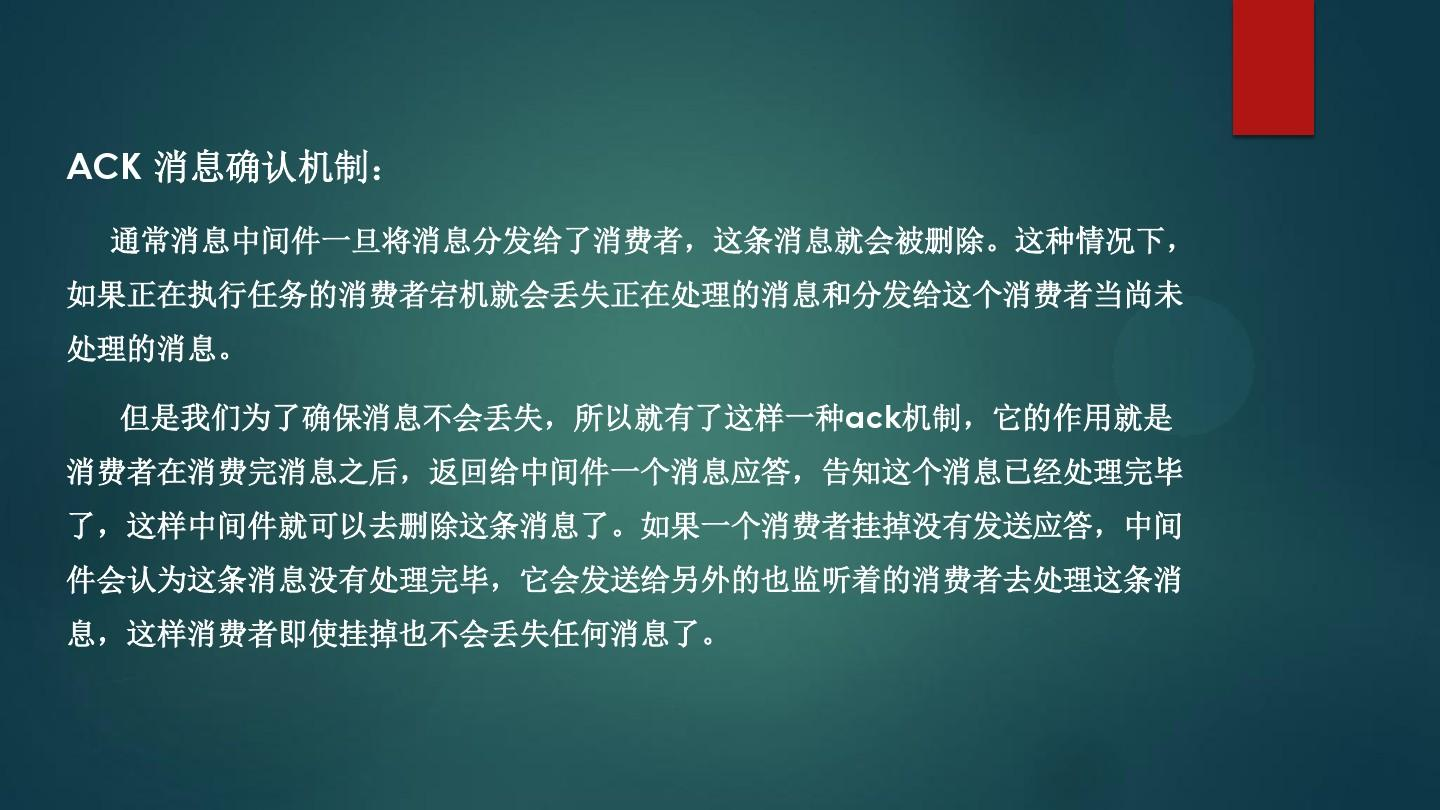 ACK 消息确认机制：
通常消息中间件一旦将消息分发给了消费者，这条消息就会被删除。这种情况下，
如果正在执行任务的消费者宕机就会丢失正在处理的消息和分发给这个消费者当尚未
处理的消息。
但是我们为了确保消息不会丢失，所以就有了这样一种ack机制，它的作用就是
消费者在消费完消息之后，返回给中间件一个消息应答，告知这个消息已经处理完毕
了，这样中间件就可以去删除这条消息了。如果一个消费者挂掉没有发送应答，中间
件会认为这条消息没有处理完毕，它会发送给另外的也监听着的消费者去处理这条消
息，这样消费者即使挂掉也不会丢失任何消息了。